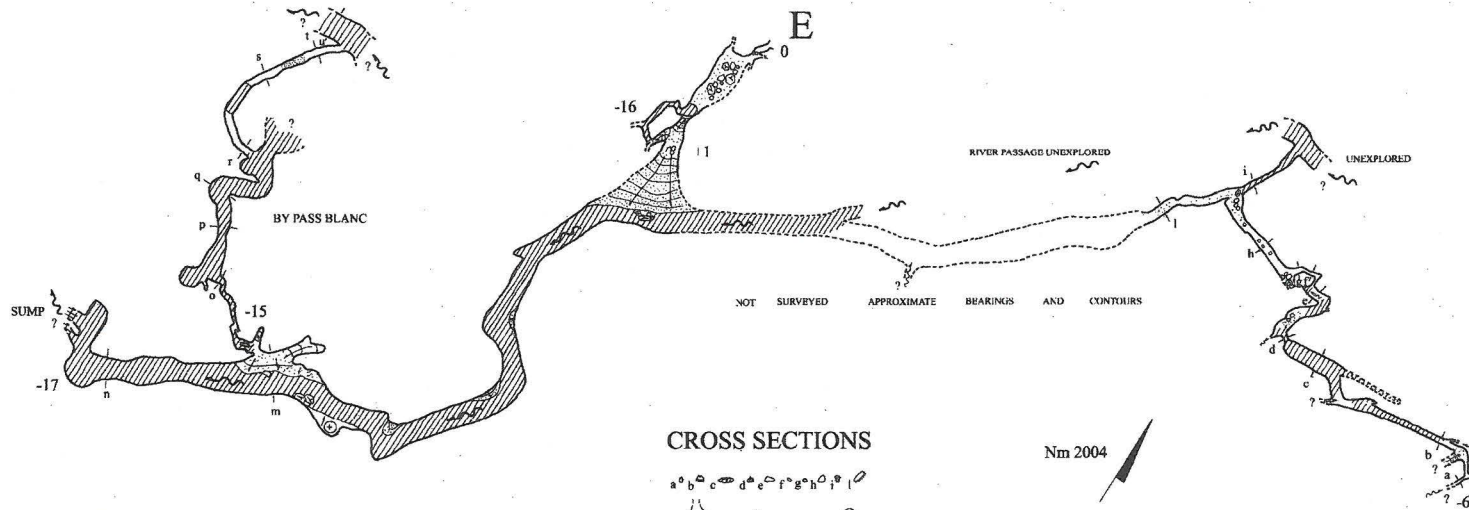 E
0
t u
?
s
?
-16
1
RIVER PASSAGE UNEXPLORED
UNEXPLORED
?
i
?
r
q
BY PASS BLANC
p
l
h
o
?
NOT SURVEYED APPROXIMATE BEARINGS AND CONTOURS
e
SUMP
?
-15
d
-17
n
m
c
?
CROSS SECTIONS
Nm 2004
b
?
a
?
-6
a b c d e f g h i l